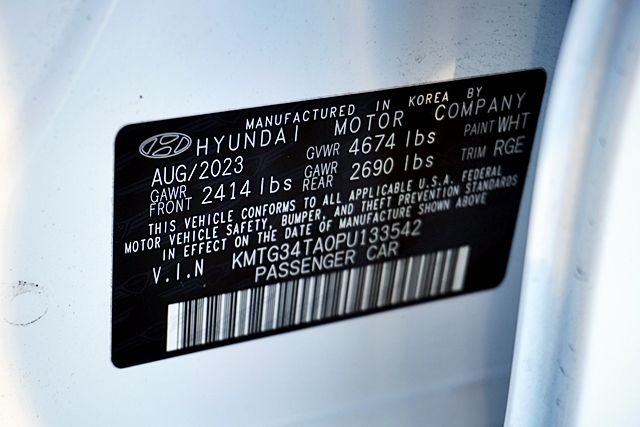 MANUFACTURED IN KOREA BY
HYUNDAI MOTOR COMPANY
AUG/2023 GVWR 4674 lbs PAINT WHT
GAWR FRONT 2414 lbs GAWR REAR 2690 lbs TRIM RGE
THIS VEHICLE CONFORMS TO ALL APPLICABLE U.S.A. FEDERAL
MOTOR VEHICLE SAFETY, BUMPER, AND THEFT PREVENTION STANDARDS
IN EFFECT ON THE DATE OF MANUFACTURE SHOWN ABOVE
V.I.N KMTG34TA0PU133542
PASSENGER CAR